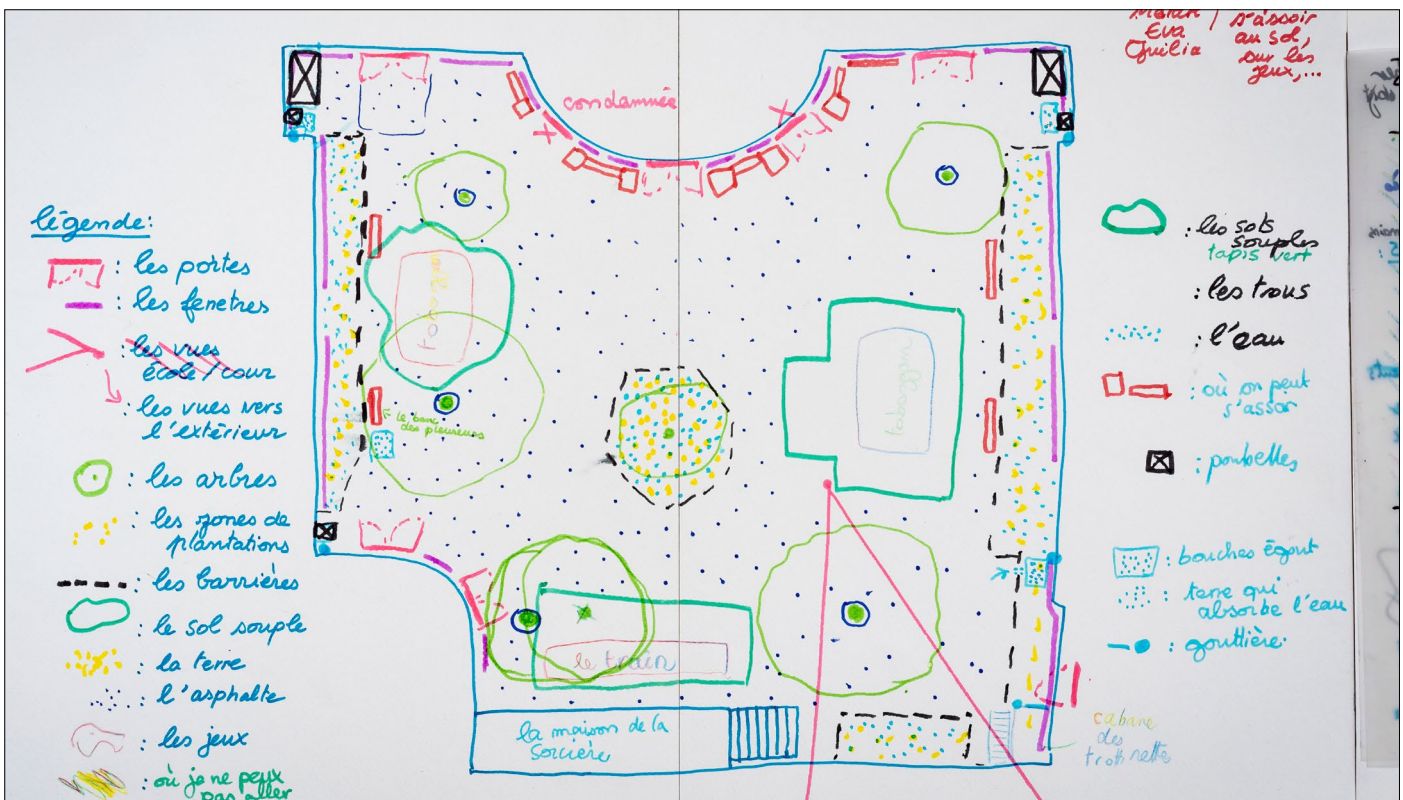 Eva
s'assoir
au sol,
sur les
jeux,...
condamnée
légende:
: les portes
: les fenetres
: les vues
école / cour
: les vues vers
l'extérieur
: les arbres
: les zones de
plantations
: les barrières
: le sol souple
: la terre
: l'asphalte
: les jeux
: où je ne peux
pas aller
toboggan
← le banc
des pleureuses
toboggan
le train
la maison de la
sorcière
cabane
des
trottinette
: les sols
souples
tapis vert
: les trous
: l'eau
: où on peut
s'assoir
: poubelles
: bouches égout
: terre qui
absorbe l'eau
: gouttière